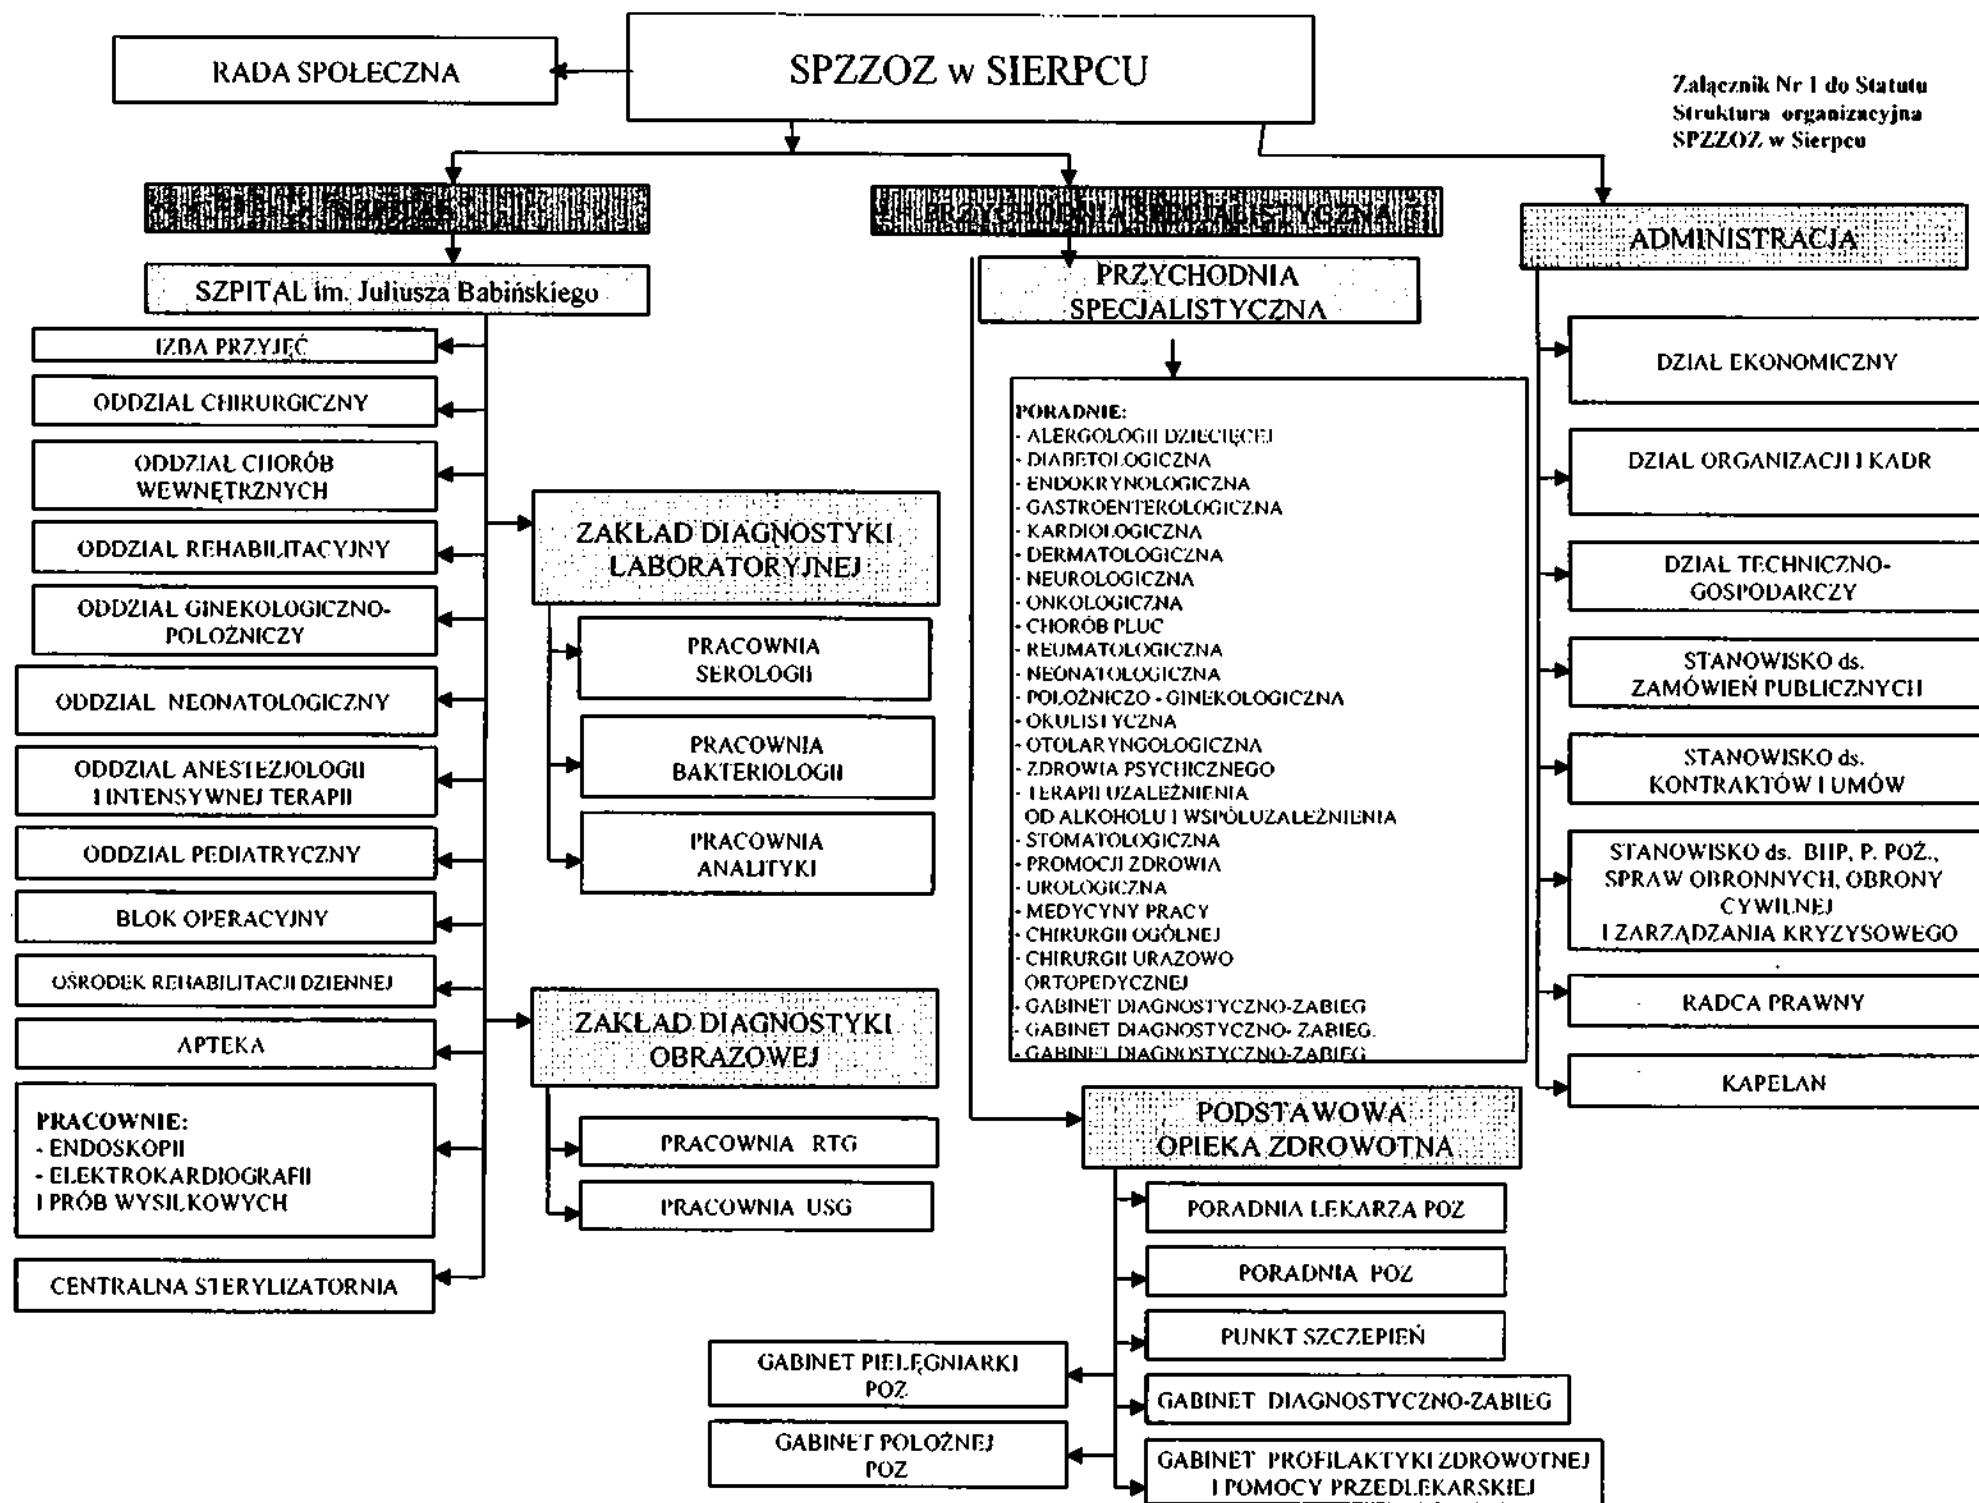 SPZZOZ w SIERPCU
RADA SPOŁECZNA
Załącznik Nr 1 do Statutu
Struktura organizacyjna
SPZZOZ w Sierpcu
PRZYCHODNIA SPECJALISTYCZNA
ADMINISTRACJA
SZPITAL im. Juliusza Babińskiego
IZBA PRZYJĘĆ
ODDZIAŁ CHIRURGICZNY
ODDZIAŁ CHORÓB
WEWNĘTRZNYCH
ODDZIAŁ REHABILITACYJNY
ODDZIAŁ GINEKOLOGICZNO-
POŁOŻNICZY
ODDZIAŁ NEONATOLOGICZNY
ODDZIAŁ ANESTEZJOLOGII
I INTENSYWNEJ TERAPII
ODDZIAŁ PEDIATRYCZNY
BLOK OPERACYJNY
OŚRODEK REHABILITACJI DZIENNEJ
APTEKA
PRACOWNIE:
- ENDOSKOPII
- ELEKTROKARDIOGRAFII
I PRÓB WYSIŁKOWYCH
CENTRALNA STERYLIZATORNIA
ZAKŁAD DIAGNOSTYKI
LABORATORYJNEJ
PRACOWNIA
SEROLOGII
PRACOWNIA
BAKTERIOLOGII
PRACOWNIA
ANALITYKI
ZAKŁAD DIAGNOSTYKI
OBRAZOWEJ
PRACOWNIA RTG
PRACOWNIA USG
PRZYCHODNIA
SPECJALISTYCZNA
PORADNIE:
- ALERGOLOGII DZIECIĘCEJ
- DIABETOLOGICZNA
- ENDOKRYNOLOGICZNA
- GASTROENTEROLOGICZNA
- KARDIOLOGICZNA
- DERMATOLOGICZNA
- NEUROLOGICZNA
- ONKOLOGICZNA
- CHORÓB PŁUC
- REUMATOLOGICZNA
- NEONATOLOGICZNA
- POŁOŻNICZO - GINEKOLOGICZNA
- OKULISTYCZNA
- OTOLARYNGOLOGICZNA
- ZDROWIA PSYCHICZNEGO
- TERAPII UZALEŻNIENIA
OD ALKOHOLU I WSPÓŁUZALEŻNIENIA
- STOMATOLOGICZNA
- PROMOCJI ZDROWIA
- UROLOGICZNA
- MEDYCYNY PRACY
- CHIRURGII OGÓLNEJ
- CHIRURGII URAZOWO
ORTOPEDYCZNEJ
- GABINET DIAGNOSTYCZNO-ZABIEG
- GABINET DIAGNOSTYCZNO- ZABIEG.
- GABINET DIAGNOSTYCZNO-ZABIEG
PODSTAWOWA
OPIEKA ZDROWOTNA
PORADNIA LEKARZA POZ
PORADNIA POZ
PUNKT SZCZEPIEŃ
GABINET PIELĘGNIARKI
POZ
GABINET DIAGNOSTYCZNO-ZABIEG
GABINET POŁOŻNEJ
POZ
GABINET PROFILAKTYKI ZDROWOTNEJ
I POMOCY PRZEDLEKARSKIEJ
DZIAŁ EKONOMICZNY
DZIAŁ ORGANIZACJI I KADR
DZIAŁ TECHNICZNO-
GOSPODARCZY
STANOWISKO ds.
ZAMÓWIEŃ PUBLICZNYCH
STANOWISKO ds.
KONTRAKTÓW I UMÓW
STANOWISKO ds. BHP, P. POŻ.,
SPRAW OBRONNYCH, OBRONY
CYWILNEJ
I ZARZĄDZANIA KRYZYSOWEGO
RADCA PRAWNY
KAPELAN